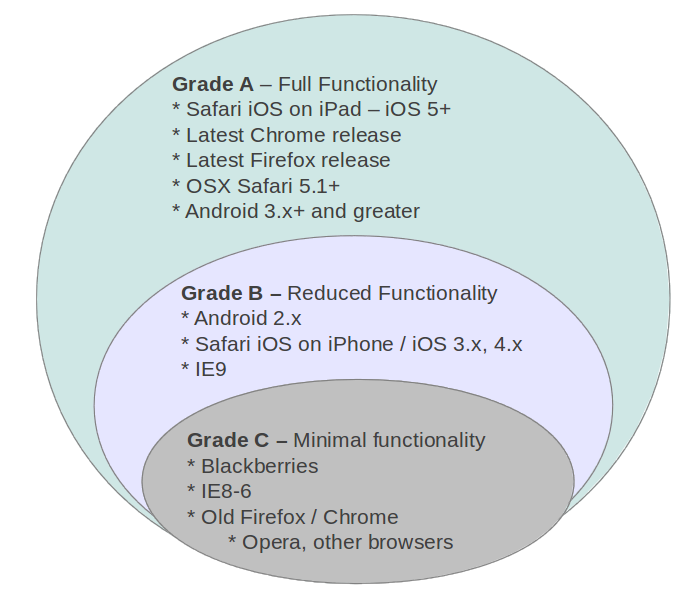 Grade A – Full Functionality
* Safari iOS on iPad – iOS 5+
* Latest Chrome release
* Latest Firefox release
* OSX Safari 5.1+
* Android 3.x+ and greater
Grade B – Reduced Functionality
* Android 2.x
* Safari iOS on iPhone / iOS 3.x, 4.x
* IE9
Grade C – Minimal functionality
* Blackberries
* IE8-6
* Old Firefox / Chrome
* Opera, other browsers